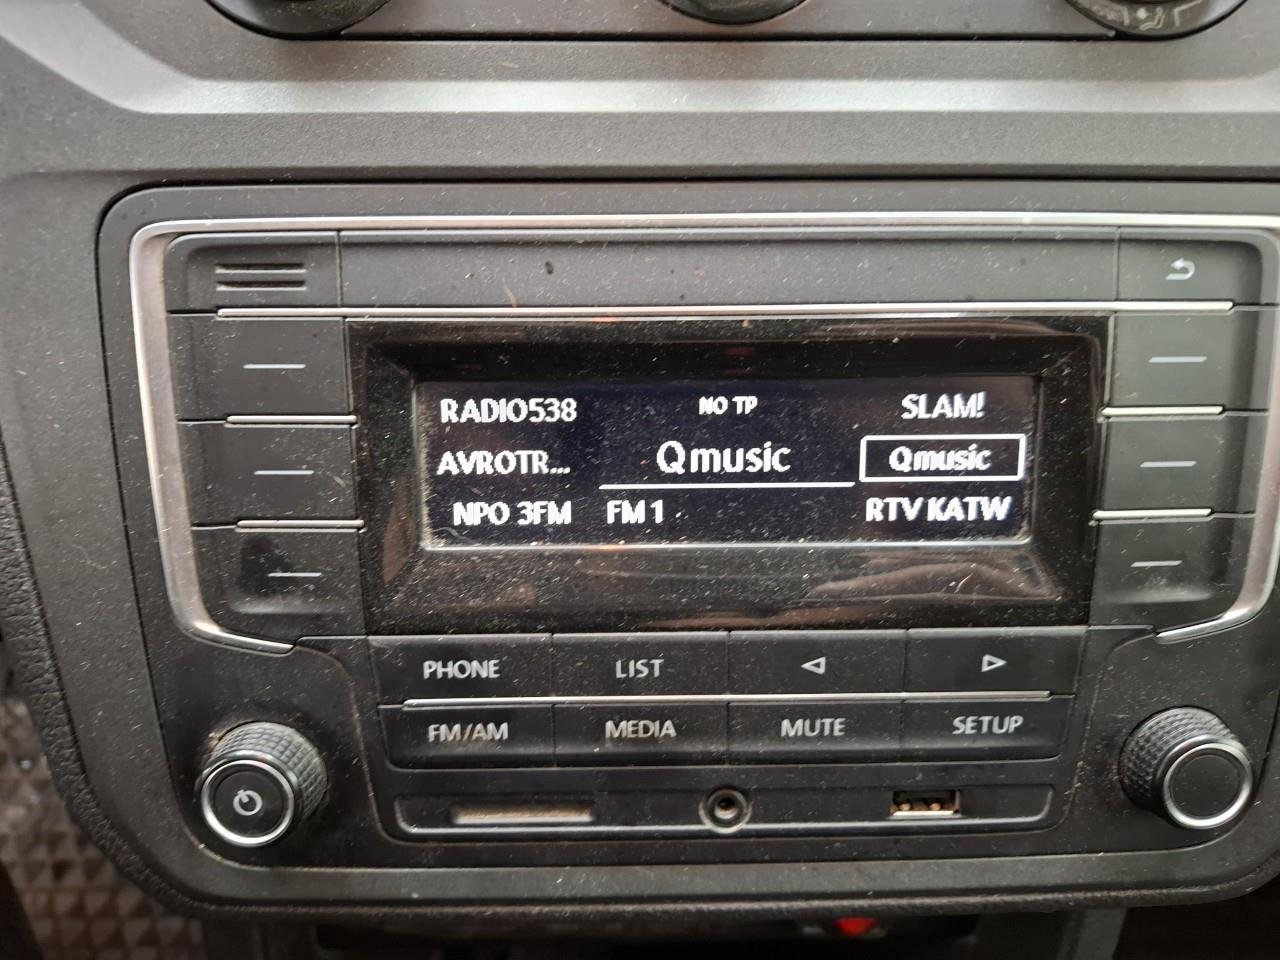 RADIO538 NO TP SLAM!
AVROTR... Qmusic Qmusic
NPO 3FM FM 1 RTV KATW
PHONE LIST
FM/AM MEDIA MUTE SETUP